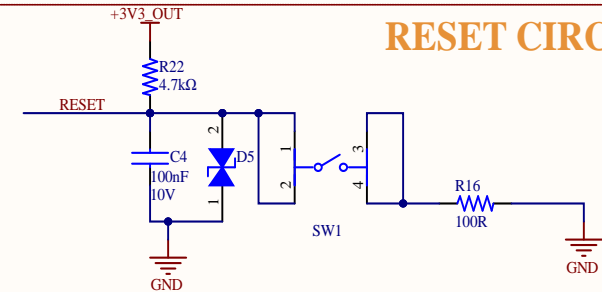 +3V3_OUT
RESET CIRC
R22
4.7kΩ
RESET
2
D5
1
C4
100nF
10V
1
2
3
4
SW1
R16
100R
GND
GND